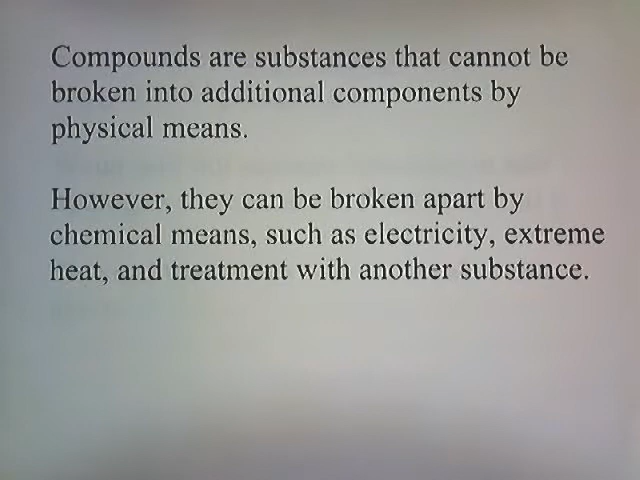 Compounds are substances that cannot be
broken into additional components by
physical means.
However, they can be broken apart by
chemical means, such as electricity, extreme
heat, and treatment with another substance.